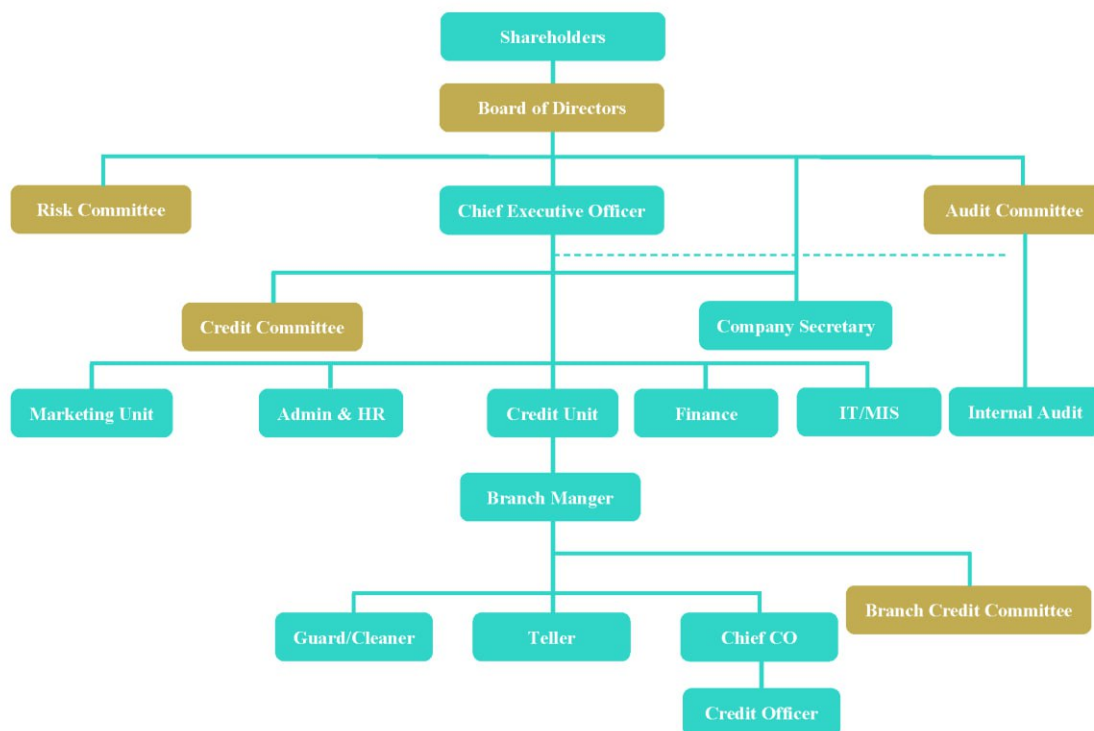 Shareholders
Board of Directors
Risk Committee
Chief Executive Officer
Audit Committee
Credit Committee
Company Secretary
Marketing Unit
Admin & HR
Credit Unit
Finance
IT/MIS
Internal Audit
Branch Manger
Branch Credit Committee
Guard/Cleaner
Teller
Chief CO
Credit Officer